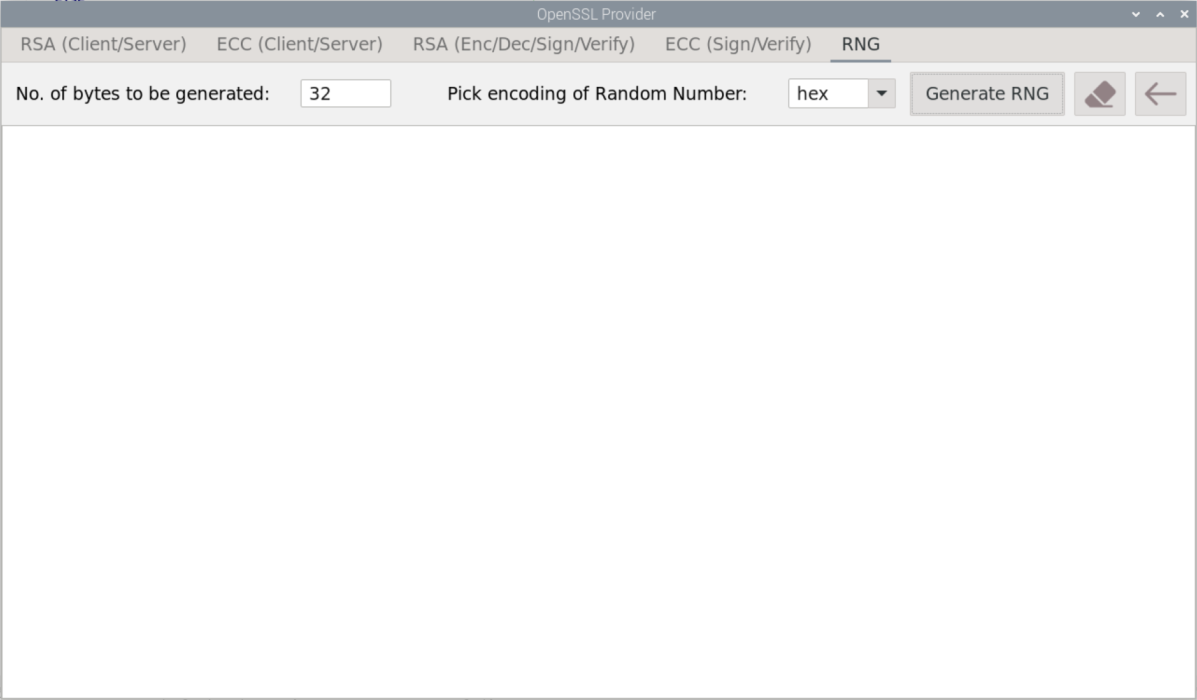 OpenSSL Provider
RSA (Client/Server) ECC (Client/Server) RSA (Enc/Dec/Sign/Verify) ECC (Sign/Verify) RNG
No. of bytes to be generated: 32 Pick encoding of Random Number: hex Generate RNG